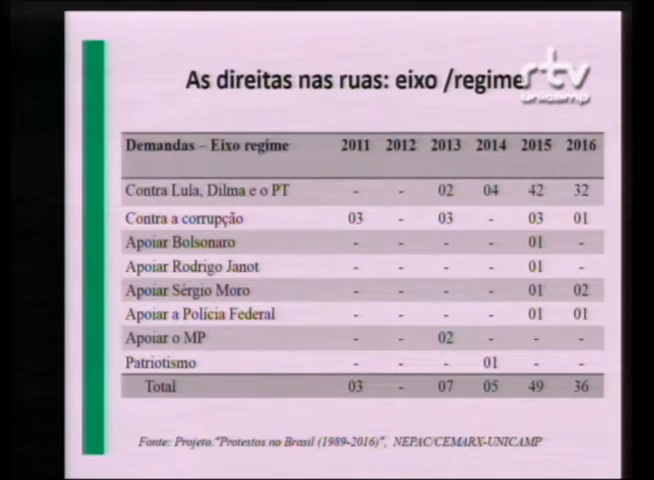 As direitas nas ruas: eixo /regime
rtv
unicamp
Demandas – Eixo regime 2011 2012 2013 2014 2015 2016
Contra Lula, Dilma e o PT - - 02 04 42 32
Contra a corrupção 03 - 03 - 03 01
Apoiar Bolsonaro - - - - 01 -
Apoiar Rodrigo Janot - - - - 01 -
Apoiar Sérgio Moro - - - - 01 02
Apoiar a Polícia Federal - - - - 01 01
Apoiar o MP - - 02 - - -
Patriotismo - - - 01 - -
Total 03 - 07 05 49 36
Fonte: Projeto "Protestos no Brasil (1989-2016)", NEPAC/CEMARX-UNICAMP